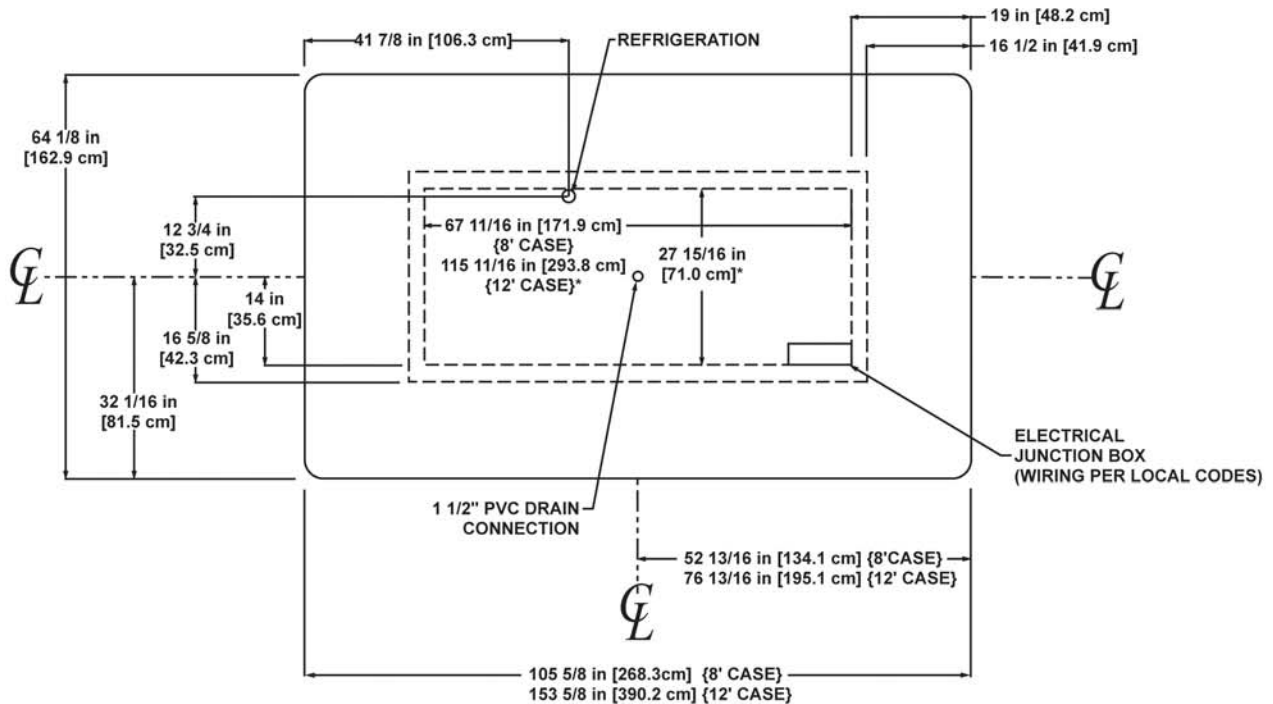 19 in [48.2 cm]
41 7/8 in [106.3 cm]
REFRIGERATION
16 1/2 in [41.9 cm]
64 1/8 in
[162.9 cm]
12 3/4 in
[32.5 cm]
67 11/16 in [171.9 cm]
{8' CASE}
115 11/16 in [293.8 cm]
{12' CASE}*
27 15/16 in
[71.0 cm]*
CL
CL
14 in
[35.6 cm]
16 5/8 in
[42.3 cm]
32 1/16 in
[81.5 cm]
ELECTRICAL
JUNCTION BOX
(WIRING PER LOCAL CODES)
1 1/2" PVC DRAIN
CONNECTION
52 13/16 in [134.1 cm] {8'CASE}
76 13/16 in [195.1 cm] {12' CASE}
CL
105 5/8 in [268.3cm] {8' CASE}
153 5/8 in [390.2 cm] {12' CASE}